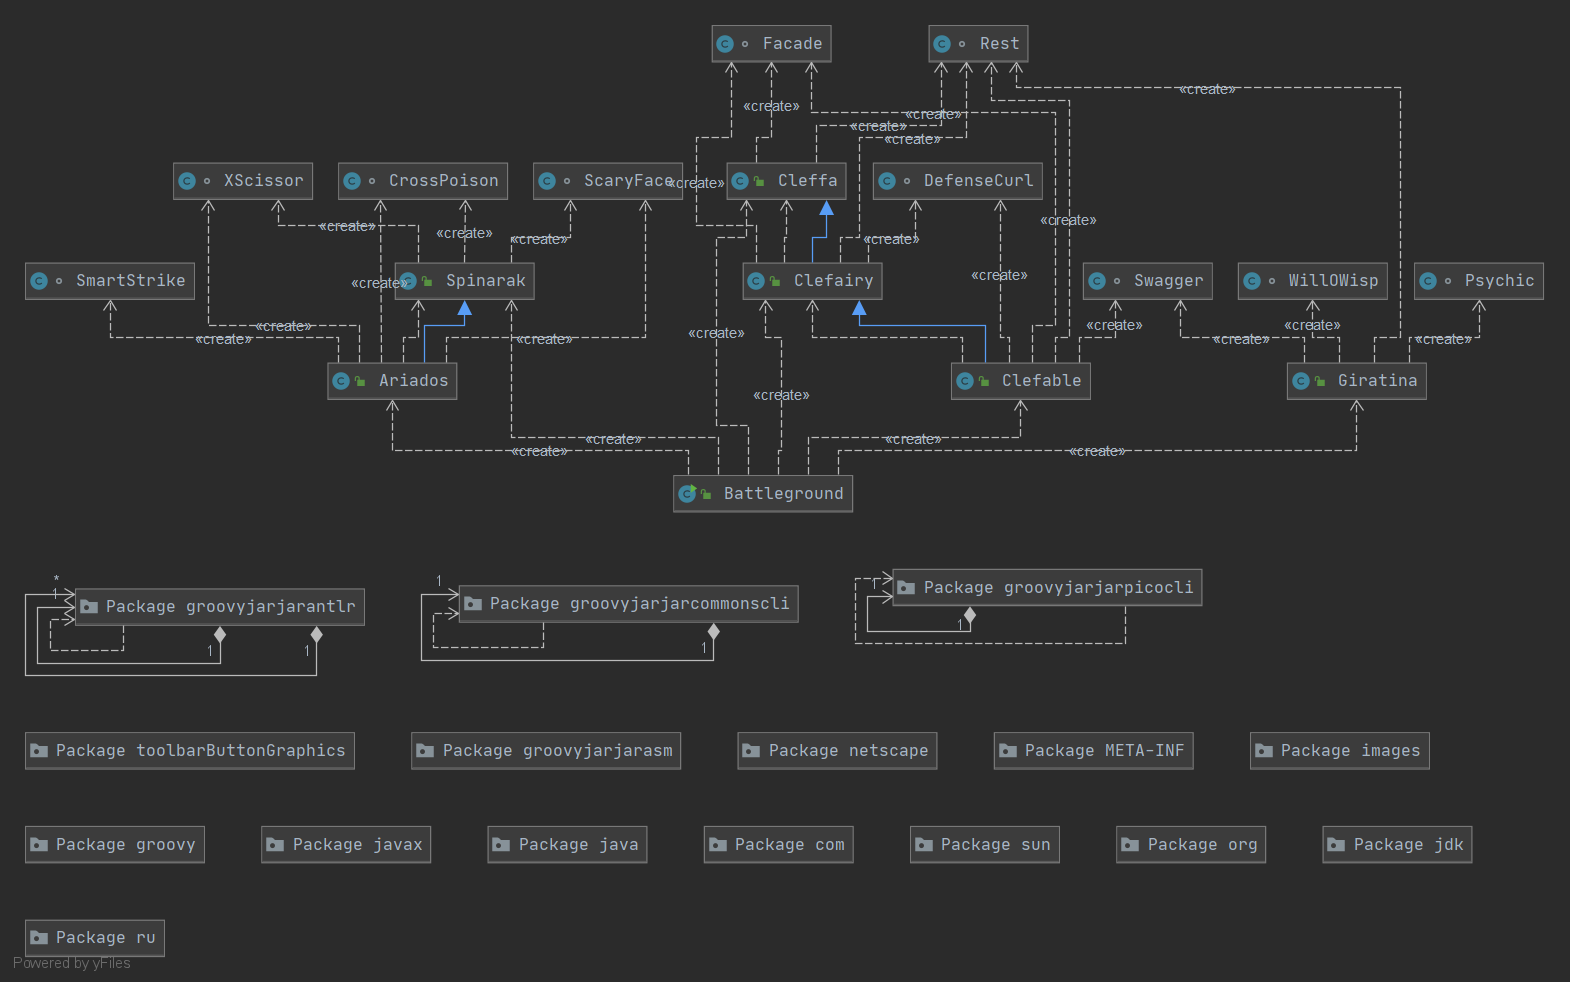 Facade
Rest
«create»
«create»
«create»
«create»
«create»
XScissor
CrossPoison
ScaryFace
«create»
Cleffa
DefenseCurl
«create»
«create»
«create»
«create»
«create»
SmartStrike
«create»
Spinarak
Clefairy
«create»
Swagger
WillOWisp
Psychic
«create»
«create»
«create»
«create»
«create»
«create»
«create»
«create»
Ariados
Clefable
Giratina
«create»
«create»
«create»
«create»
«create»
Battleground
*
1
Package groovyjarjarantlr
1
1
1
Package groovyjarjarcommonscli
1
1
Package groovyjarjarpicocli
1
Package toolbarButtonGraphics
Package groovyjarjarasm
Package netscape
Package META-INF
Package images
Package groovy
Package javax
Package java
Package com
Package sun
Package org
Package jdk
Package ru
Powered by yFiles